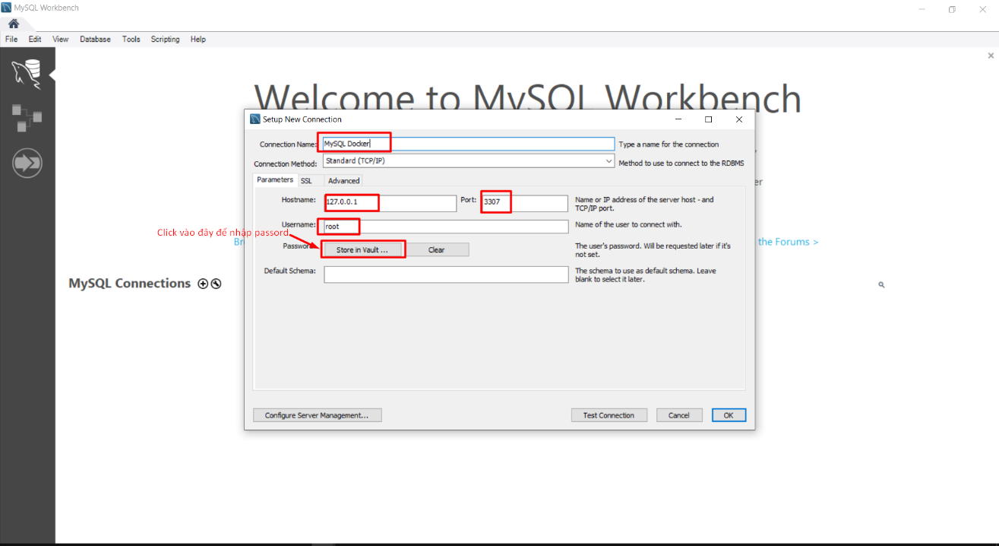 MySQL Workbench
File Edit View Database Tools Scripting Help
Welcome to MySQL Workbench
Setup New Connection
Connection Name: MySQL Docker Type a name for the connection
Connection Method: Standard (TCP/IP) Method to use to connect to the RDBMS
Parameters SSL Advanced
er
Hostname: 127.0.0.1 Port: 3307 Name or IP address of the server host - and
TCP/IP port.
Username: root Name of the user to connect with.
Click vào đây để nhập passord
Br
the Forums >
Password Store in Vault ... Clear The user's password. Will be requested later if it's
not set.
Default Schema: The schema to use as default schema. Leave
blank to select it later.
MySQL Connections
Configure Server Management... Test Connection Cancel OK